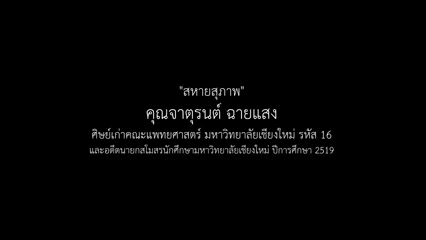 "สหายสุภาพ"
คุณจาตุรนต์ ฉายแสง
ศิษย์เก่าคณะแพทยศาสตร์ มหาวิทยาลัยเชียงใหม่ รหัส 16
และอดีตนายกสโมสรนักศึกษามหาวิทยาลัยเชียงใหม่ ปีการศึกษา 2519